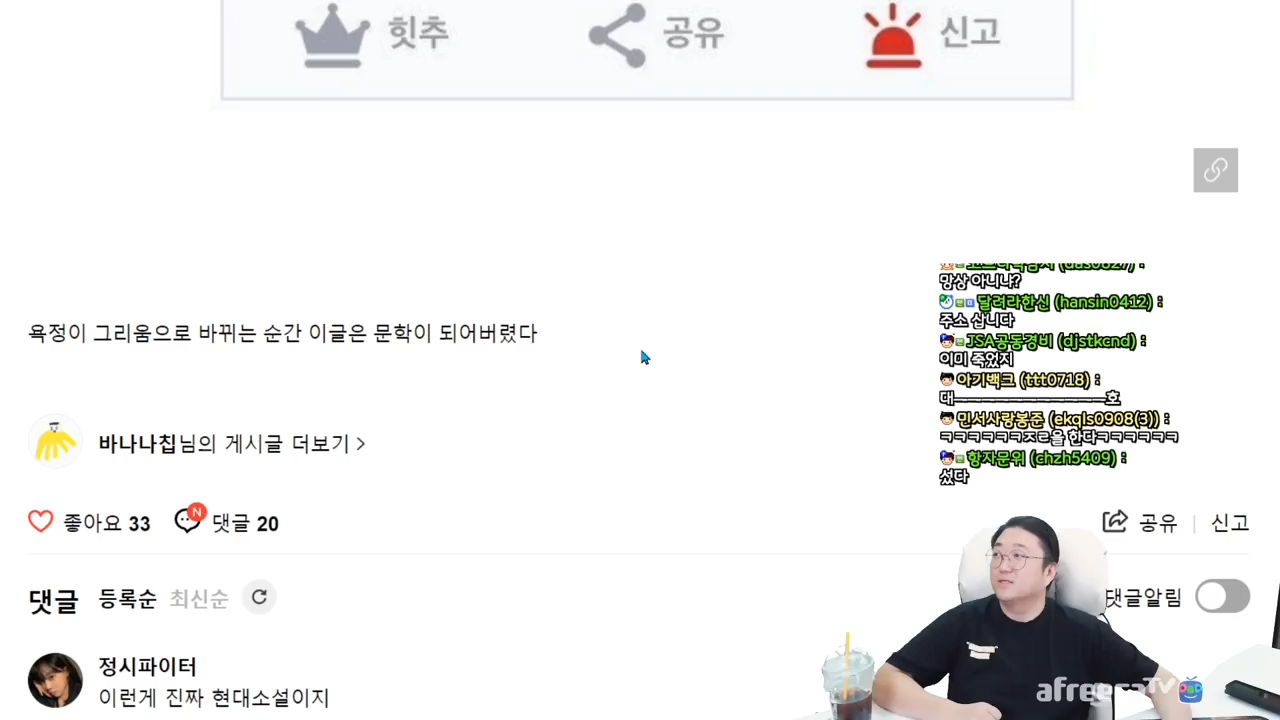 힛추
공유
신고
욕정이 그리움으로 바뀌는 순간 이글은 문학이 되어버렸다
망상 아니냐?
달려라한신 (hansin0412) :
주소 삽니다
JSA공동경비 (djstkcnd) :
이미 죽었지
아기백크 (ttt0718) :
대ㅡㅡㅡㅡㅡㅡㅡㅡㅡㅡㅡㅡㅡ호
민서사랑봉준 (ekqls0908(3)) :
ㅋㅋㅋㅋㅋㅋㅈㄹ을 한다ㅋㅋㅋㅋㅋㅋ
항자문위 (chzh5409) :
섰다
바나나칩님의 게시글 더보기 >
좋아요 33
N
댓글 20
공유
신고
댓글 등록순 최신순
댓글알림
정시파이터
이런게 진짜 현대소설이지
afreecaTV